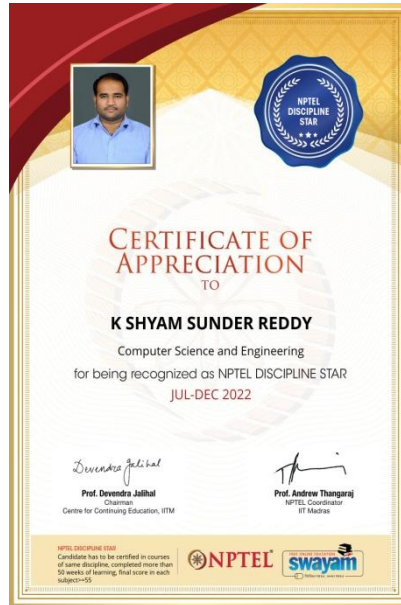 NPTEL
DISCIPLINE
STAR
CERTIFICATE OF
APPRECIATION
TO
K SHYAM SUNDER REDDY
Computer Science and Engineering
for being recognized as NPTEL DISCIPLINE STAR
JUL-DEC 2022
Devendra Jalihal
Prof. Devendra Jalihal
Chairman
Centre for Continuing Education, IITM
Prof. Andrew Thangaraj
NPTEL Coordinator
IIT Madras
NPTEL DISCIPLINE STAR
Candidate has to be certified in courses
of same discipline, completed more than
50 weeks of learning, final score in each
subject>=55
NPTEL
FREE ONLINE EDUCATION
swayam